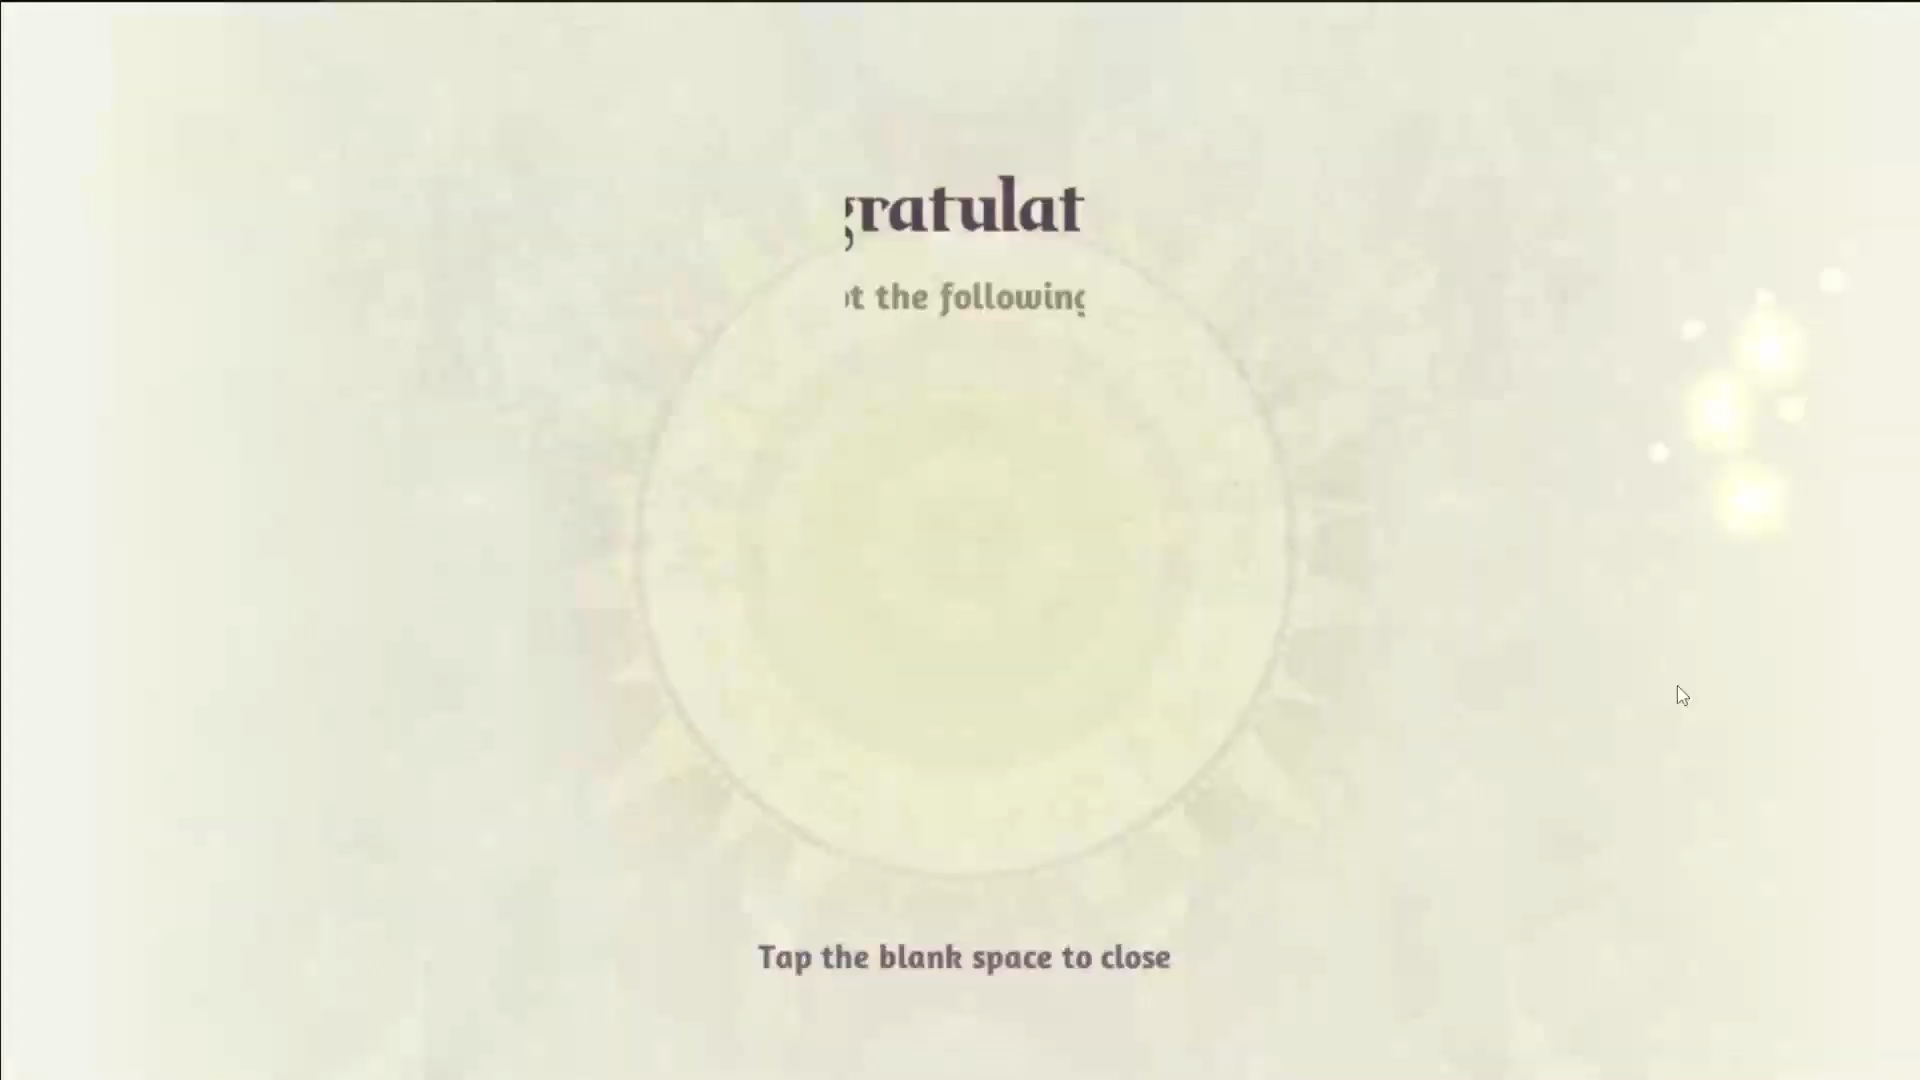 gratulat
t the following
Tap the blank space to close